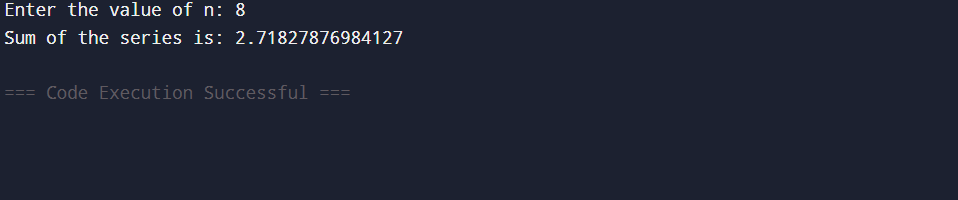 Enter the value of n: 8
Sum of the series is: 2.71827876984127
=== Code Execution Successful ===